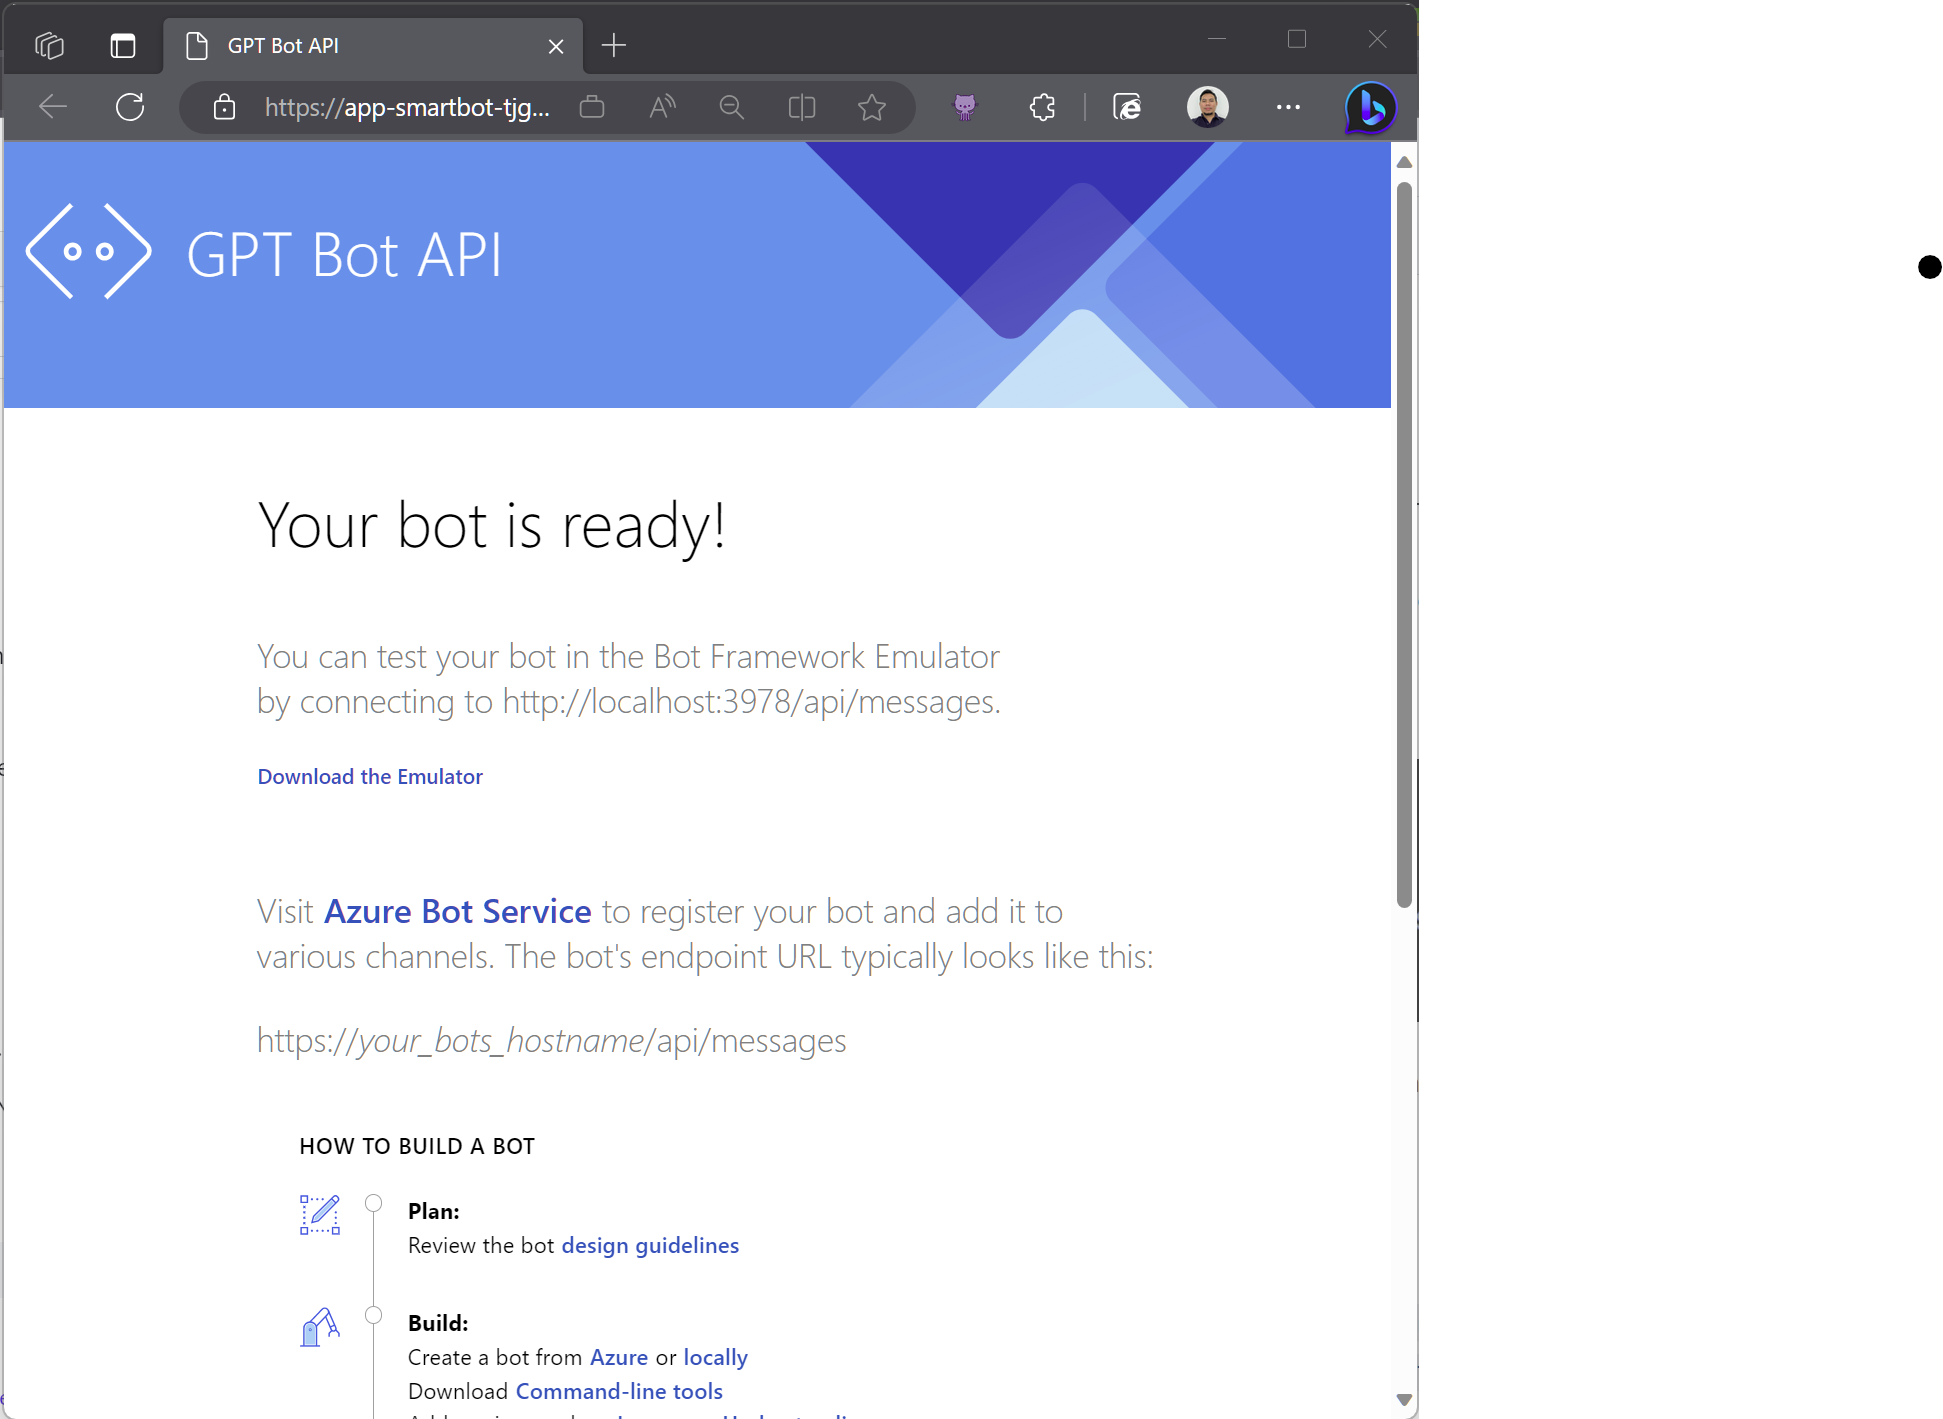 GPT Bot API
https://app-smartbot-tjg...
GPT Bot API
Your bot is ready!
You can test your bot in the Bot Framework Emulator
by connecting to http://localhost:3978/api/messages.
Download the Emulator
Visit Azure Bot Service to register your bot and add it to
various channels. The bot's endpoint URL typically looks like this:
https://your_bots_hostname/api/messages
HOW TO BUILD A BOT
Plan:
Review the bot design guidelines
Build:
Create a bot from Azure or locally
Download Command-line tools